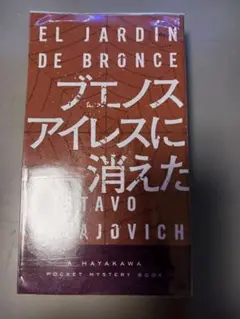 EL JARDÍN
DE BRONCE
ブエノス
アイレスに
消えた
TAVO
AJOVICH
A HAYAKAWA
POCKET MYSTERY BOOK